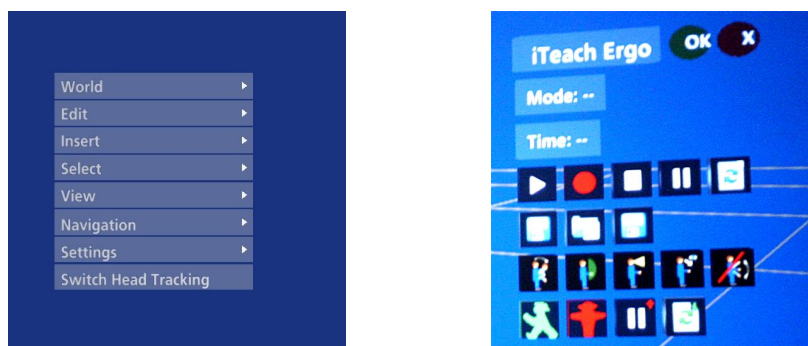 World
Edit
Insert
Select
View
Navigation
Settings
Switch Head Tracking
iTeach Ergo OK X
Mode: --
Time: --